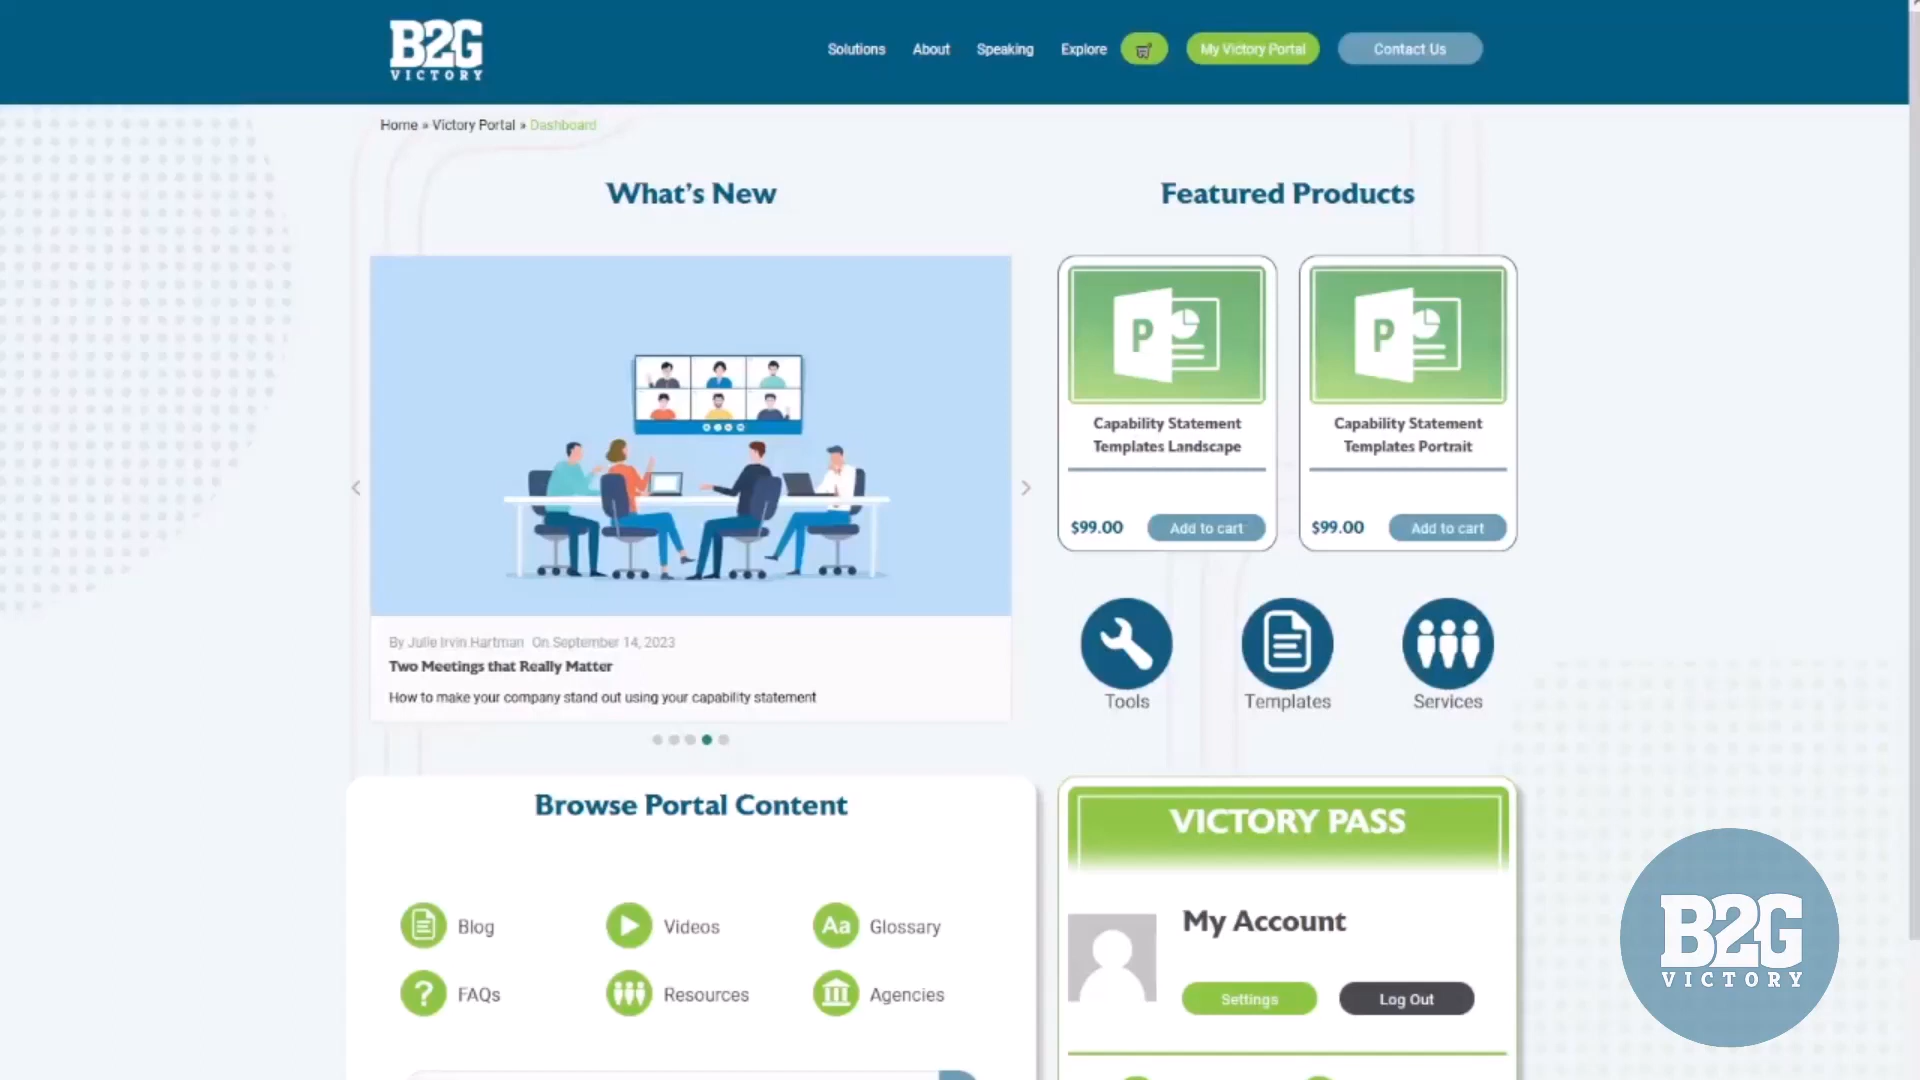 B2G
VICTORY
Solutions
About
Speaking
Explore
My Victory Portal
Contact Us
Home » Victory Portal » Dashboard
What's New
Featured Products
P
P
Capability Statement
Templates Landscape
Capability Statement
Templates Portrait
$99.00
Add to cart
$99.00
Add to cart
By Julie Irvin Hartman On September 14, 2023
Two Meetings that Really Matter
How to make your company stand out using your capability statement
Tools
Templates
Services
Browse Portal Content
Blog
Videos
Aa
Glossary
?
FAQs
Resources
Agencies
VICTORY PASS
My Account
Settings
Log Out
B2G
VICTORY